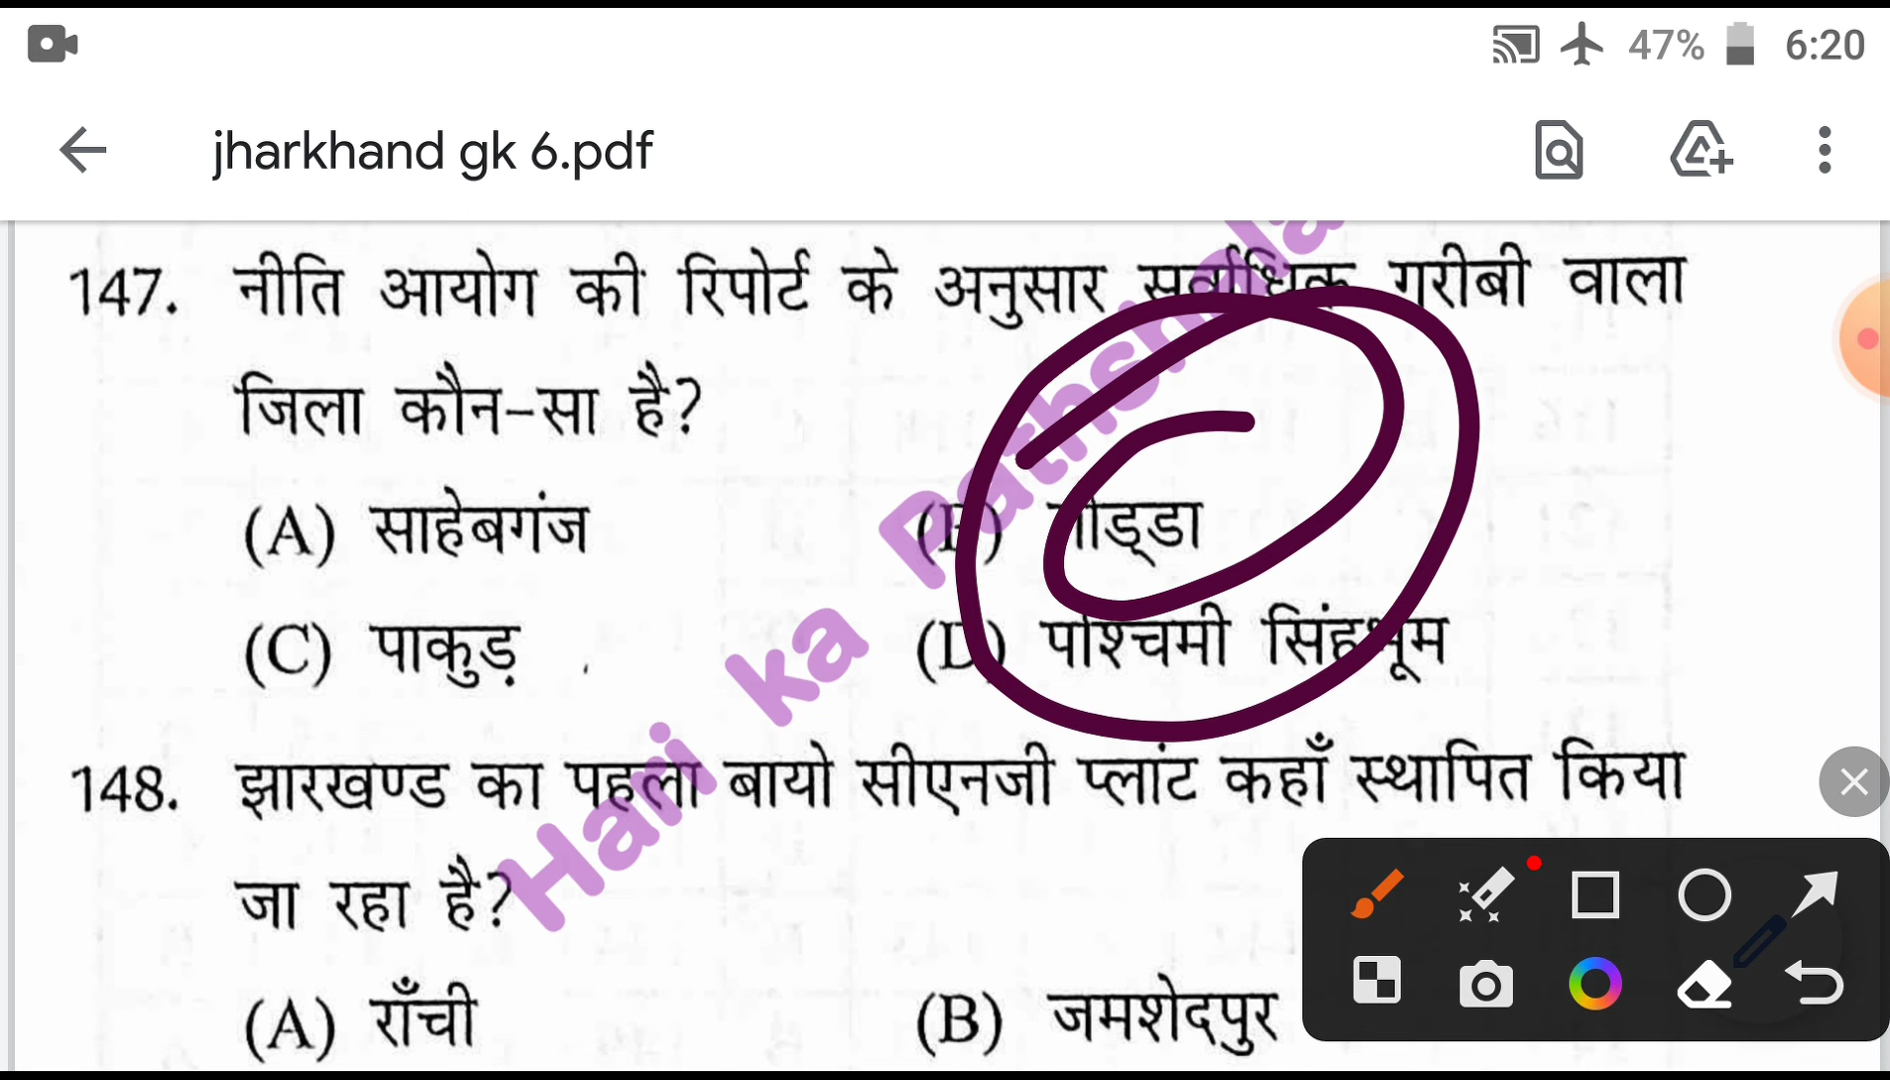 47% 6:20
jharkhand gk 6.pdf
147. नीति आयोग की रिपोर्ट के अनुसार सर्वाधिक गरीबी वाला
जिला कौन-सा है?
(A) साहेबगंज (B) गोड्डा
(C) पाकुड़ (D) पश्चिमी सिंहभूम
148. झारखण्ड का पहला बायो सीएनजी प्लांट कहाँ स्थापित किया
जा रहा है?
(A) राँची (B) जमशेदपुर
Hari ka Pathshala